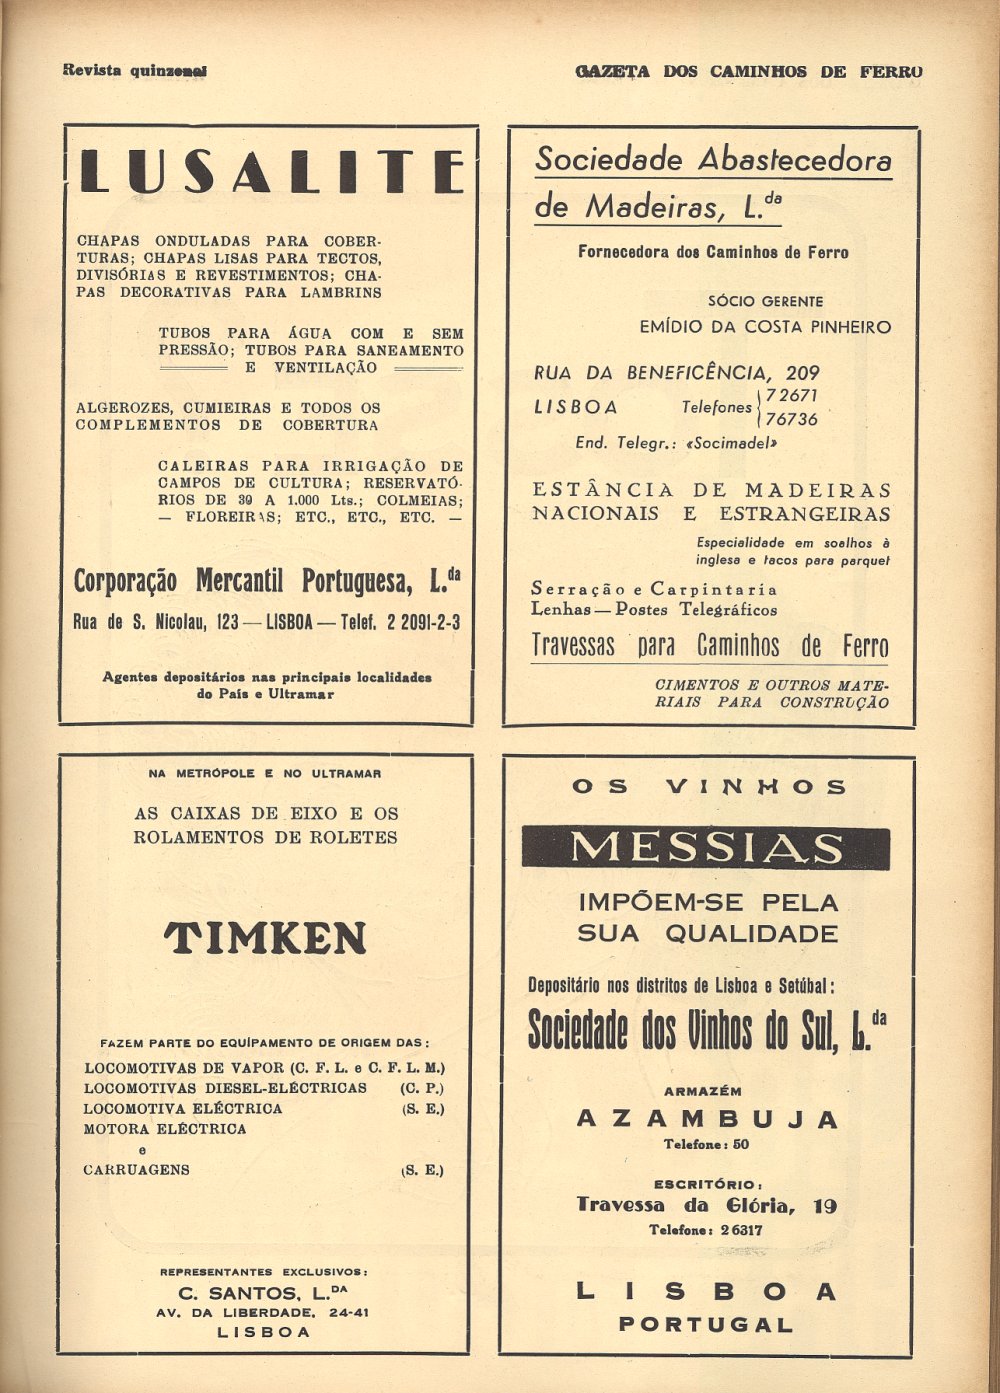 Revista quinzenal
GAZETA DOS CAMINHOS DE FERRO
LUSALITE
CHAPAS ONDULADAS PARA COBER-
TURAS; CHAPAS LISAS PARA TECTOS,
DIVISÓRIAS E REVESTIMENTOS; CHA-
PAS DECORATIVAS PARA LAMBRINS
TUBOS PARA ÁGUA COM E SEM
PRESSÃO; TUBOS PARA SANEAMENTO
E VENTILAÇÃO
ALGEROZES, CUMIEIRAS E TODOS OS
COMPLEMENTOS DE COBERTURA
CALEIRAS PARA IRRIGAÇÃO DE
CAMPOS DE CULTURA; RESERVATÓ-
RIOS DE 30 A 1.000 Lts.; COLMEIAS;
— FLOREIRAS; ETC., ETC., ETC. —
Corporação Mercantil Portuguesa, L.da
Rua de S. Nicolau, 123 — LISBOA — Telef. 2 2091-2-3
Agentes depositários nas principais localidades
do País e Ultramar
Sociedade Abastecedora
de Madeiras, L.da
Fornecedora dos Caminhos de Ferro
SÓCIO GERENTE
EMÍDIO DA COSTA PINHEIRO
RUA DA BENEFICÊNCIA, 209
LISBOA Telefones { 72671
76736
End. Telegr.: «Socimadel»
ESTÂNCIA DE MADEIRAS
NACIONAIS E ESTRANGEIRAS
Especialidade em soalhos à
inglesa e tacos para parquet
Serração e Carpintaria
Lenhas — Postes Telegráficos
Travessas para Caminhos de Ferro
CIMENTOS E OUTROS MATE-
RIAIS PARA CONSTRUÇÃO
NA METRÓPOLE E NO ULTRAMAR
AS CAIXAS DE EIXO E OS
ROLAMENTOS DE ROLETES
TIMKEN
FAZEM PARTE DO EQUÍPAMENTO DE ORIGEM DAS:
LOCOMOTIVAS DE VAPOR (C. F. L. e C. F. L. M.)
LOCOMOTIVAS DIESEL-ELÉCTRICAS (C. P.)
LOCOMOTIVA ELÉCTRICA (S. E.)
MOTORA ELÉCTRICA
e
CARRUAGENS (S. E.)
REPRESENTANTES EXCLUSIVOS:
C. SANTOS, L.DA
AV. DA LIBERDADE, 24-41
LISBOA
OS VINHOS
MESSIAS
IMPÕEM-SE PELA
SUA QUALIDADE
Depositário nos distritos de Lisboa e Setúbal:
Sociedade dos Vinhos do Sul, L.da
ARMAZÉM
AZAMBUJA
Telefone: 50
ESCRITÓRIO:
Travessa da Glória, 19
Telefone: 26317
LISBOA
PORTUGAL